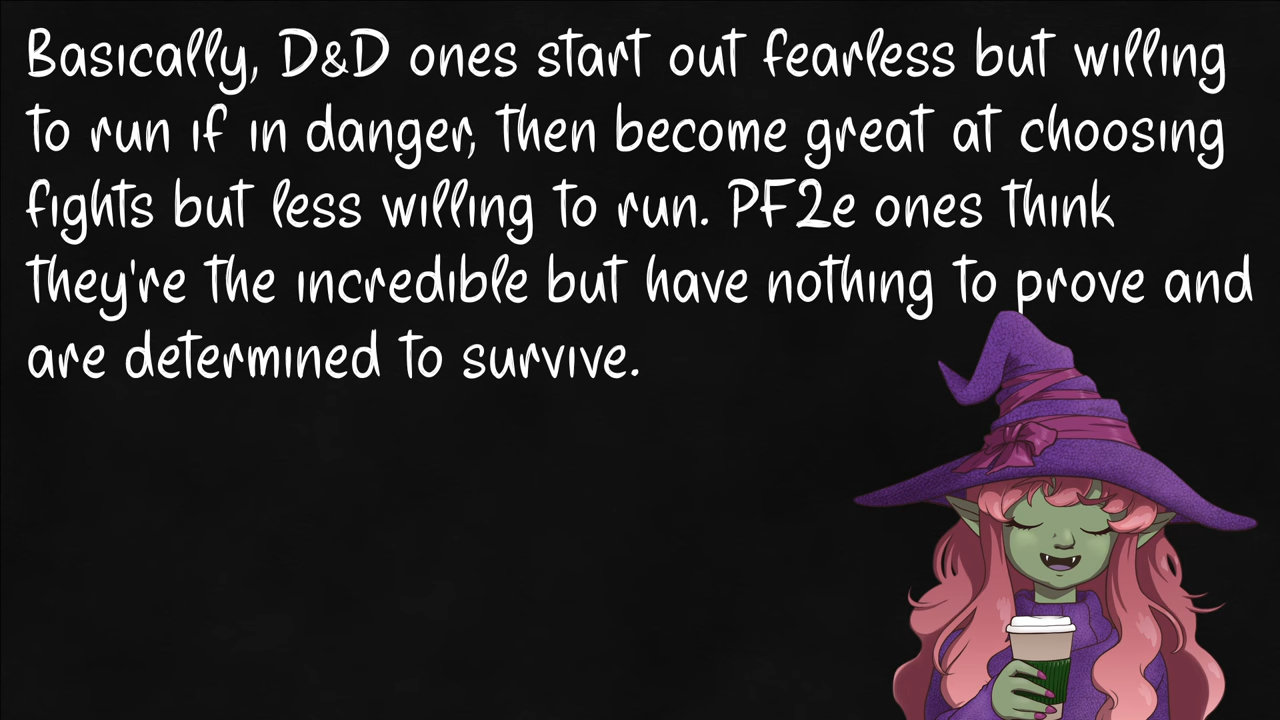 Basically, D&D ones start out fearless but willing
to run if in danger, then become great at choosing
fights but less willing to run. PF2e ones think
they're the incredible but have nothing to prove and
are determined to survive.